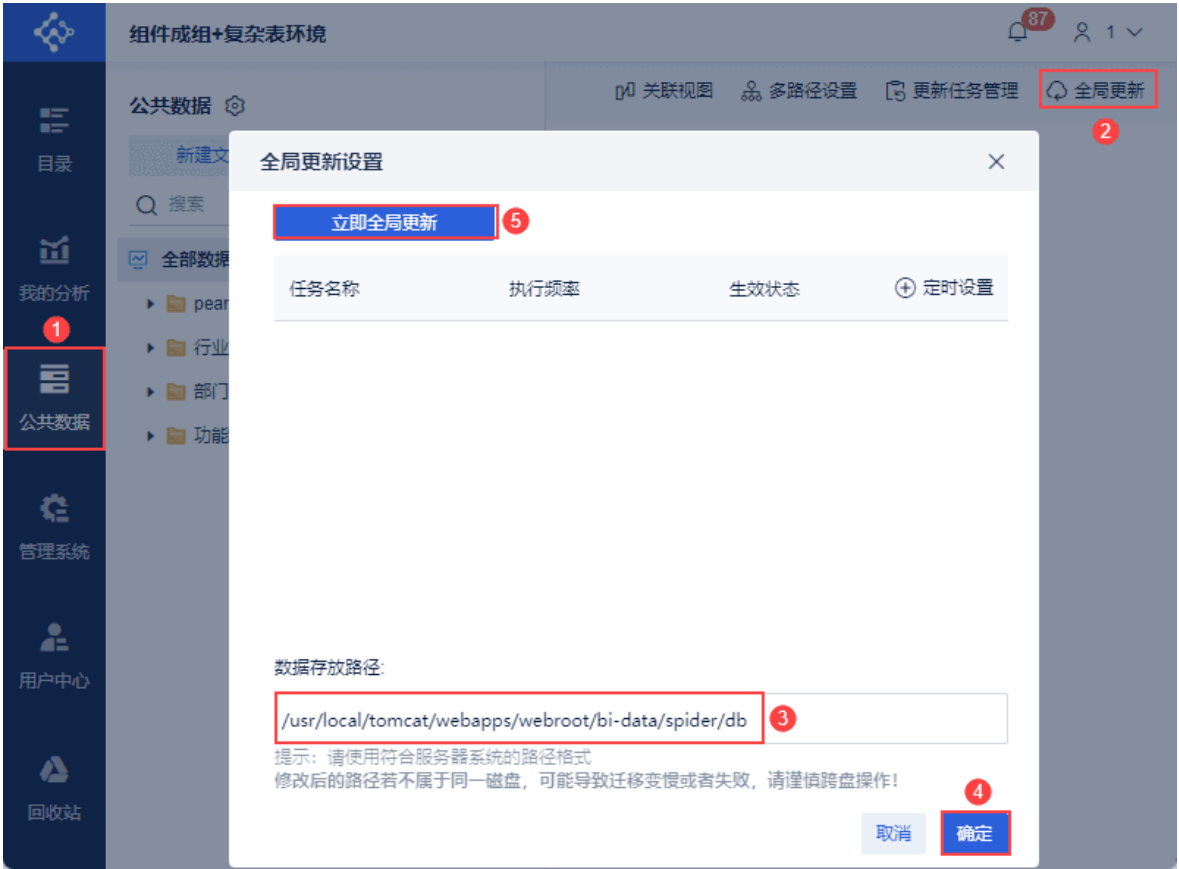 组件成组+复杂表环境
87
1
目录
我的分析
1
公共数据
管理系统
用户中心
回收站
公共数据
关联视图
多路径设置
更新任务管理
全局更新
2
新建文
搜索
全部数据
pear
行业
部门
功能
全局更新设置
立即全局更新
5
任务名称
执行频率
生效状态
定时设置
数据存放路径:
/usr/local/tomcat/webapps/webroot/bi-data/spider/db
3
提示：请使用符合服务器系统的路径格式
修改后的路径若不属于同一磁盘，可能导致迁移变慢或者失败，请谨慎跨盘操作！
4
取消
确定